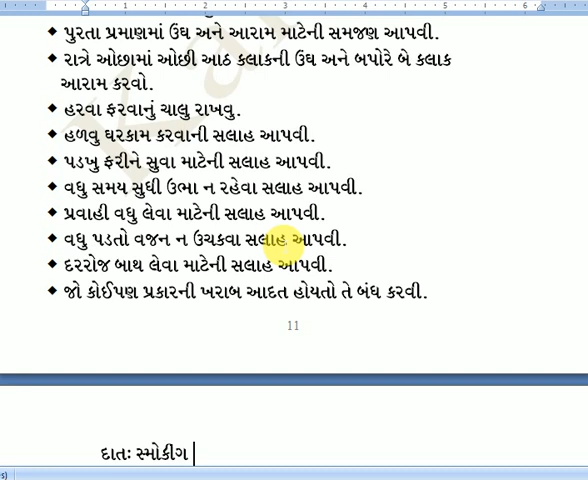 પુરતા પ્રમાણમાં ઉંઘ અને આરામ માટેની સમજણ આપવી.
રાત્રે ઓછામાં ઓછી આઠ કલાકની ઉંઘ અને બપોરે બે કલાક
આરામ કરવો.
હરવા ફરવાનું ચાલુ રાખવુ.
હળવુ ઘરકામ કરવાની સલાહ આપવી.
પડખુ ફરીને સુવા માટેની સલાહ આપવી.
વધુ સમય સુધી ઉભા ન રહેવા સલાહ આપવી.
પ્રવાહી વધુ લેવા માટેની સલાહ આપવી.
વધુ પડતો વજન ન ઉચકવા સલાહ આપવી.
દરરોજ બાથ લેવા માટેની સલાહ આપવી.
જો કોઈપણ પ્રકારની ખરાબ આદત હોયતો તે બંધ કરવી.
11
દાતઃ સ્મોકીંગ